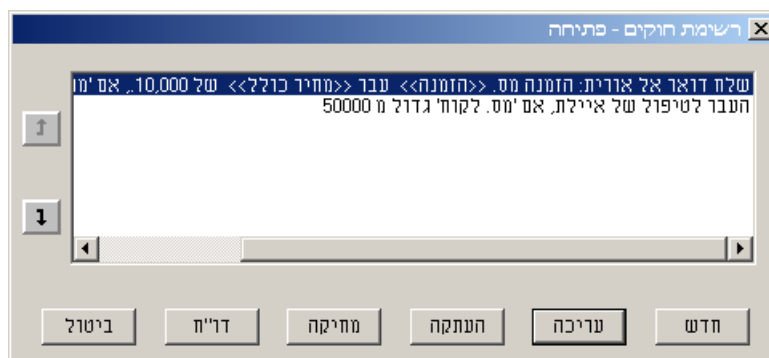 רשימת חוקים - פתיחה
שלח דואר אל אורית: הזמנה מס. <<הזמנה>> עבר <<מחיר כולל>> של 10,000., אם 'מו
העבר לטיפול של איילת, אם 'מס. לקוח' גדול מ 50000
חדש
עריכה
העתקה
מחיקה
דו"ח
ביטול